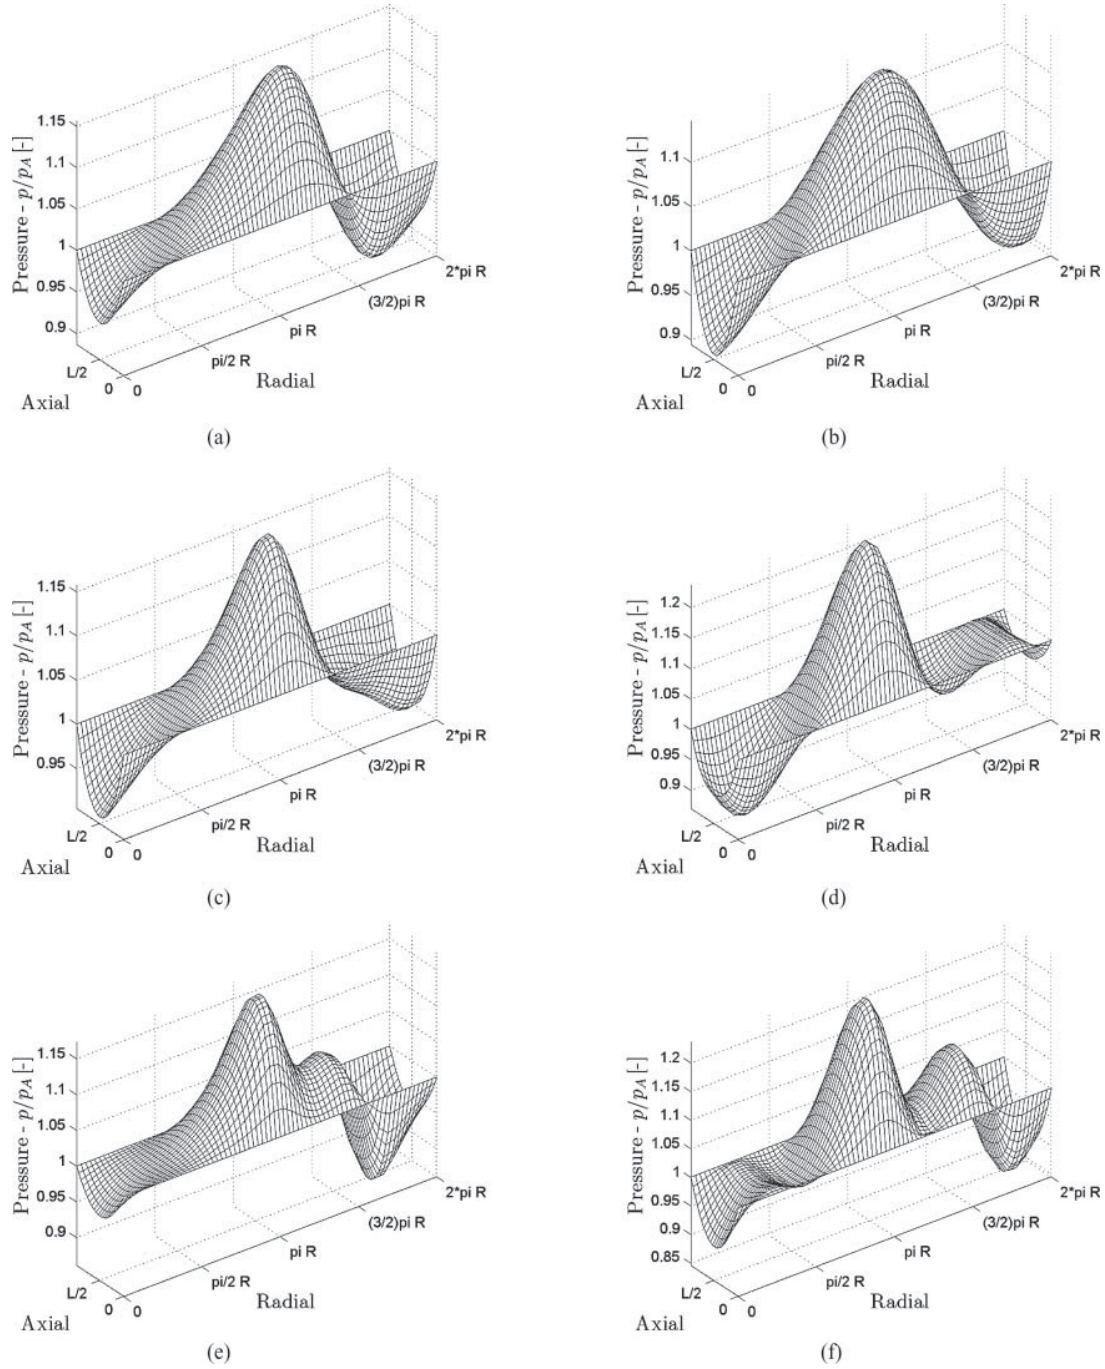 Pressure - p/p_A [-]
1.15
1.1
1.05
1
0.95
0.9
L/2
0
0
pi/2 R
pi R
(3/2)pi R
2*pi R
Axial
Radial
(a)
Pressure - p/p_A [-]
1.1
1.05
1
0.95
0.9
L/2
0
0
pi/2 R
pi R
(3/2)pi R
2*pi R
Axial
Radial
(b)
Pressure - p/p_A [-]
1.15
1.1
1.05
1
0.95
L/2
0
0
pi/2 R
pi R
(3/2)pi R
2*pi R
Axial
Radial
(c)
Pressure - p/p_A [-]
1.2
1.15
1.1
1.05
1
0.95
0.9
L/2
0
0
pi/2 R
pi R
(3/2)pi R
2*pi R
Axial
Radial
(d)
Pressure - p/p_A [-]
1.15
1.1
1.05
1
0.95
0.9
L/2
0
0
pi/2 R
pi R
(3/2)pi R
2*pi R
Axial
Radial
(e)
Pressure - p/p_A [-]
1.2
1.15
1.1
1.05
1
0.95
0.9
0.85
L/2
0
0
pi/2 R
pi R
(3/2)pi R
2*pi R
Axial
Radial
(f)